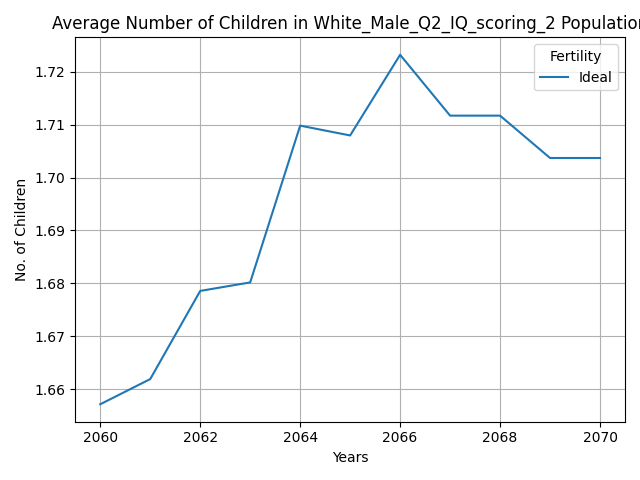 Average Number of Children in White_Male_Q2_IQ_scoring_2 Population
Fertility
Ideal
1.72
1.71
1.70
1.69
1.68
1.67
1.66
No. of Children
2060 2062 2064 2066 2068 2070
Years